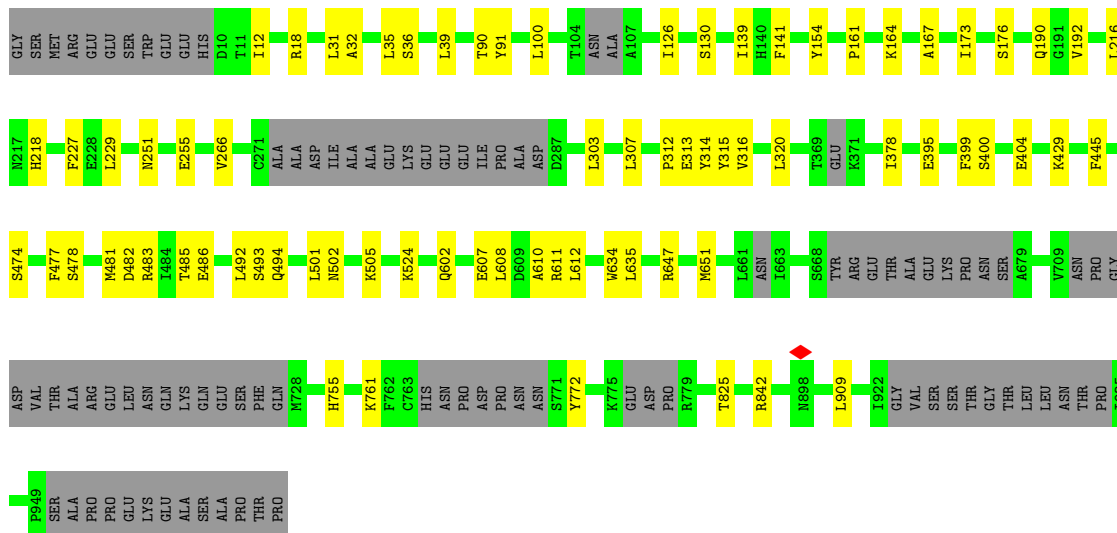 GLY SER MET ARG GLU GLU SER TRP GLU GLU HIS D10 T11 I12 R18 L31 A32 L35 S36 L39 T90 Y91 L100 T104 ASN ALA A107 I126 S130 I139 H140 F141 Y154 P161 K164 A167 I173 S176 Q190 G191 V192 L216
N217 H218 F227 E228 L229 N251 E255 V266 C271 ALA ALA ASP ILE ALA ALA GLU LYS GLU GLU GLU ILE PRO ALA ASP D287 L303 L307 P312 E313 Y314 Y315 V316 L320 T369 GLU K371 I378 E395 F399 S400 E404 K429 F445
S474 F477 S478 M481 D482 R483 I484 T485 E486 L492 S493 Q494 L501 N502 K505 K524 Q602 E607 L608 D609 A610 R611 L612 W634 L635 R647 M651 L661 ASN I663 S668 TYR ARG GLU THR ALA GLU LYS PRO ASN SER A679 V709 ASN PRO GLY
ASP VAL THR ALA ARG GLU LEU ASN GLN LYS GLN GLU SER PHE GLN M728 H755 K761 F762 C763 HIS ASN PRO ASP PRO ASN ASN S771 Y772 K775 GLU ASP PRO R779 T825 R842 N898 L909 I922 GLY VAL SER SER THR GLY THR LEU LEU ASN THR PRO
P949 SER ALA PRO PRO GLU LYS GLU ALA SER ALA PRO THR PRO